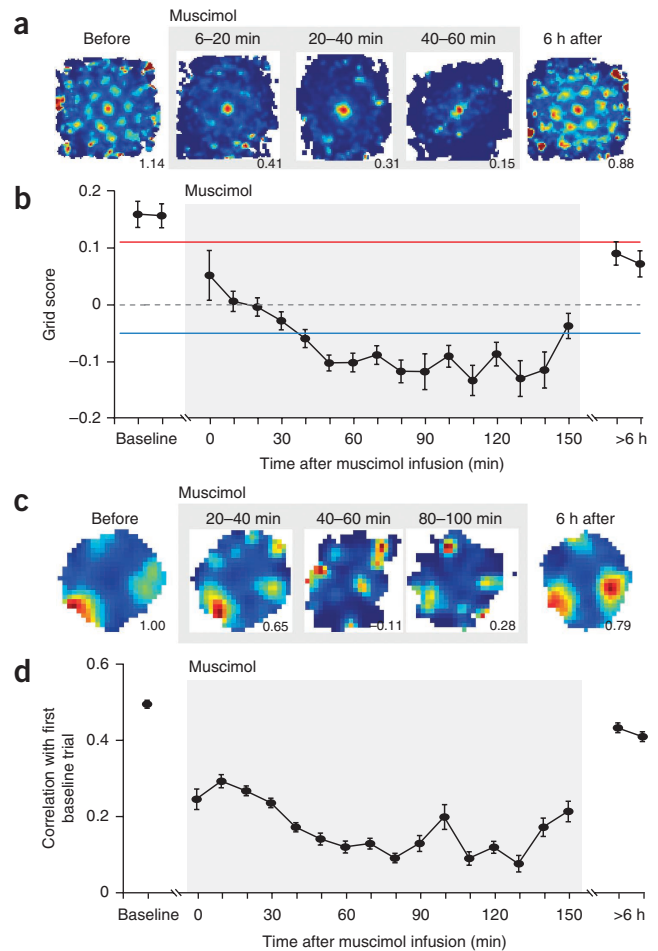 a
Muscimol
Before 6–20 min 20–40 min 40–60 min 6 h after
1.14 0.41 0.31 0.15 0.88
b
Muscimol
0.2
0.1
0
−0.1
−0.2
Grid score
Baseline 0 30 60 90 120 150 >6 h
Time after muscimol infusion (min)
c
Muscimol
Before 20–40 min 40–60 min 80–100 min 6 h after
1.00 0.65 −0.11 0.28 0.79
d
Muscimol
0.6
0.4
0.2
0
Correlation with first
baseline trial
Baseline 0 30 60 90 120 150 >6 h
Time after muscimol infusion (min)